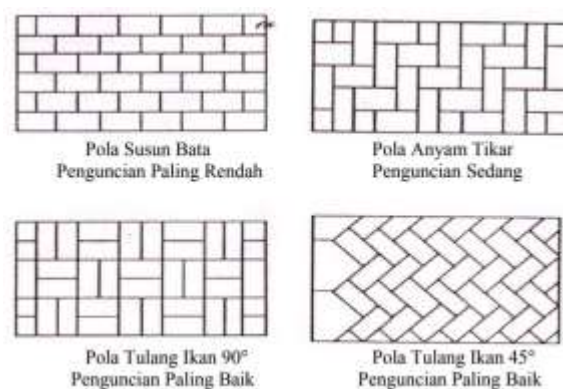 Pola Susun Bata
Penguncian Paling Rendah
Pola Anyam Tikar
Penguncian Sedang
Pola Tulang Ikan 90°
Penguncian Paling Baik
Pola Tulang Ikan 45°
Penguncian Paling Baik